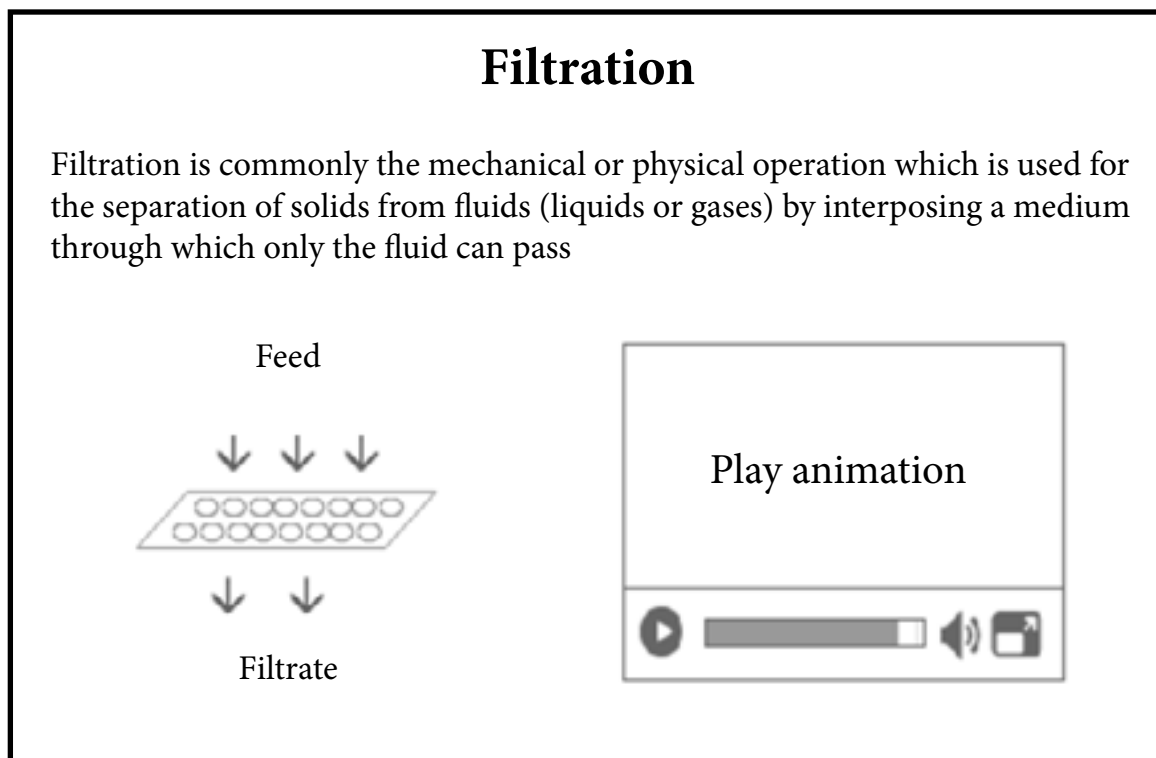 Filtration
Filtration is commonly the mechanical or physical operation which is used for
the separation of solids from fluids (liquids or gases) by interposing a medium
through which only the fluid can pass
Feed
Filtrate
Play animation